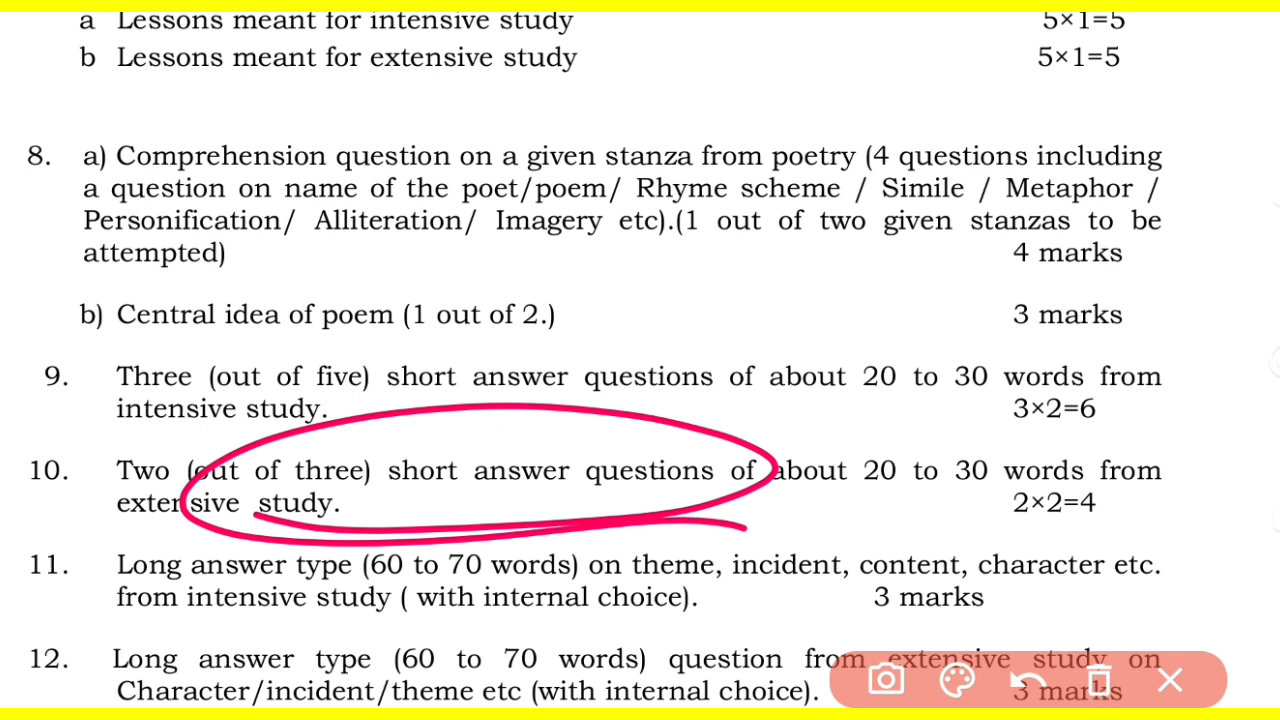 a Lessons meant for intensive study 5×1=5
b Lessons meant for extensive study 5×1=5
8. a) Comprehension question on a given stanza from poetry (4 questions including
a question on name of the poet/poem/ Rhyme scheme / Simile / Metaphor /
Personification/ Alliteration/ Imagery etc).(1 out of two given stanzas to be
attempted) 4 marks
b) Central idea of poem (1 out of 2.) 3 marks
9. Three (out of five) short answer questions of about 20 to 30 words from
intensive study. 3×2=6
10. Two (out of three) short answer questions of about 20 to 30 words from
extensive study. 2×2=4
11. Long answer type (60 to 70 words) on theme, incident, content, character etc.
from intensive study ( with internal choice). 3 marks
12. Long answer type (60 to 70 words) question from extensive study on
Character/incident/theme etc (with internal choice). 3 marks